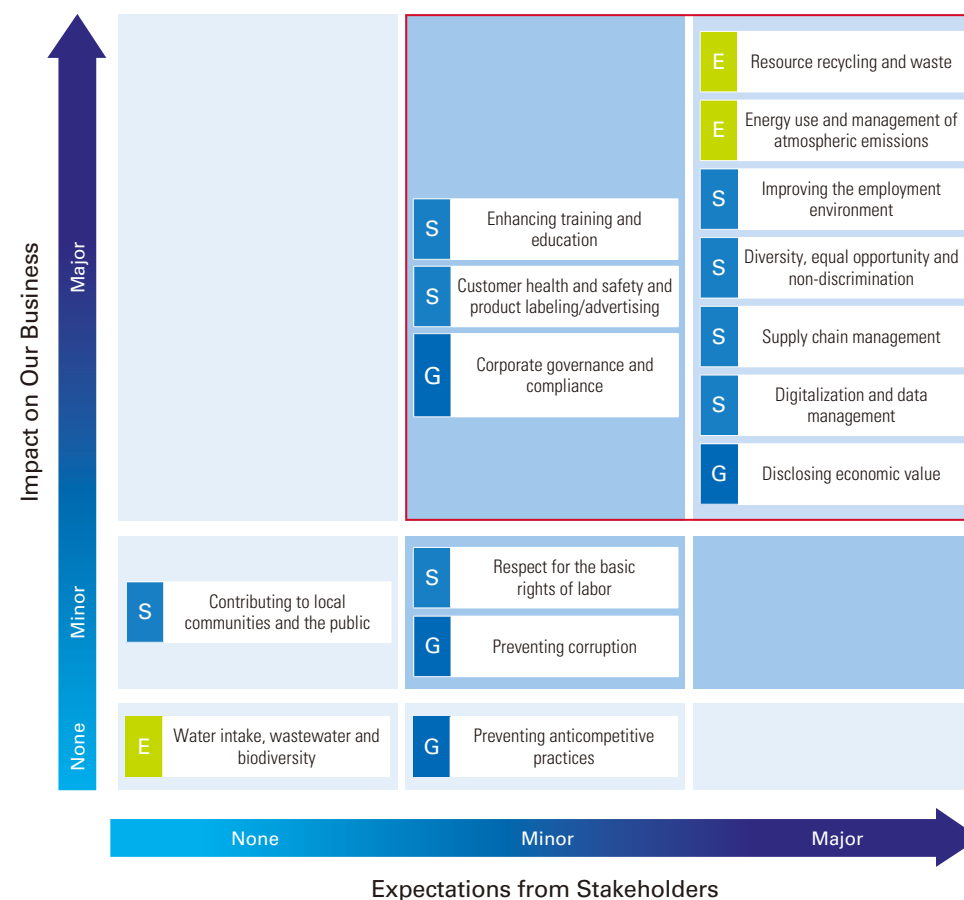 Impact on Our Business
Major
Minor
None
E
Resource recycling and waste
E
Energy use and management of
atmospheric emissions
S
Improving the employment
environment
S
Diversity, equal opportunity and
non-discrimination
S
Supply chain management
S
Digitalization and data
management
G
Disclosing economic value
S
Enhancing training and
education
S
Customer health and safety and
product labeling/advertising
G
Corporate governance and
compliance
S
Contributing to local
communities and the public
S
Respect for the basic
rights of labor
G
Preventing corruption
E
Water intake, wastewater and
biodiversity
G
Preventing anticompetitive
practices
None
Minor
Major
Expectations from Stakeholders